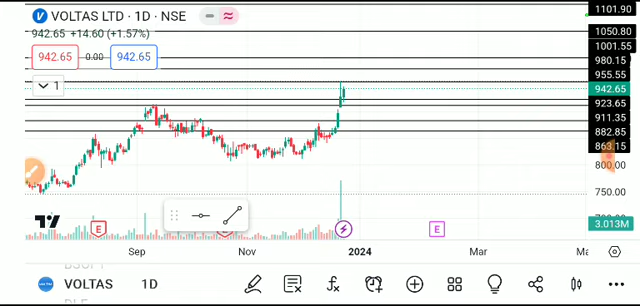 VOLTAS LTD · 1D · NSE
942.65 +14.60 (+1.57%)
942.65 0.00 942.65
1
1101.90
1050.80
1001.55
980.15
955.55
942.65
923.65
911.35
882.85
863.15
800.00
750.00
3.013M
E
E
Sep Nov 2024 Mar
VOLTAS 1D